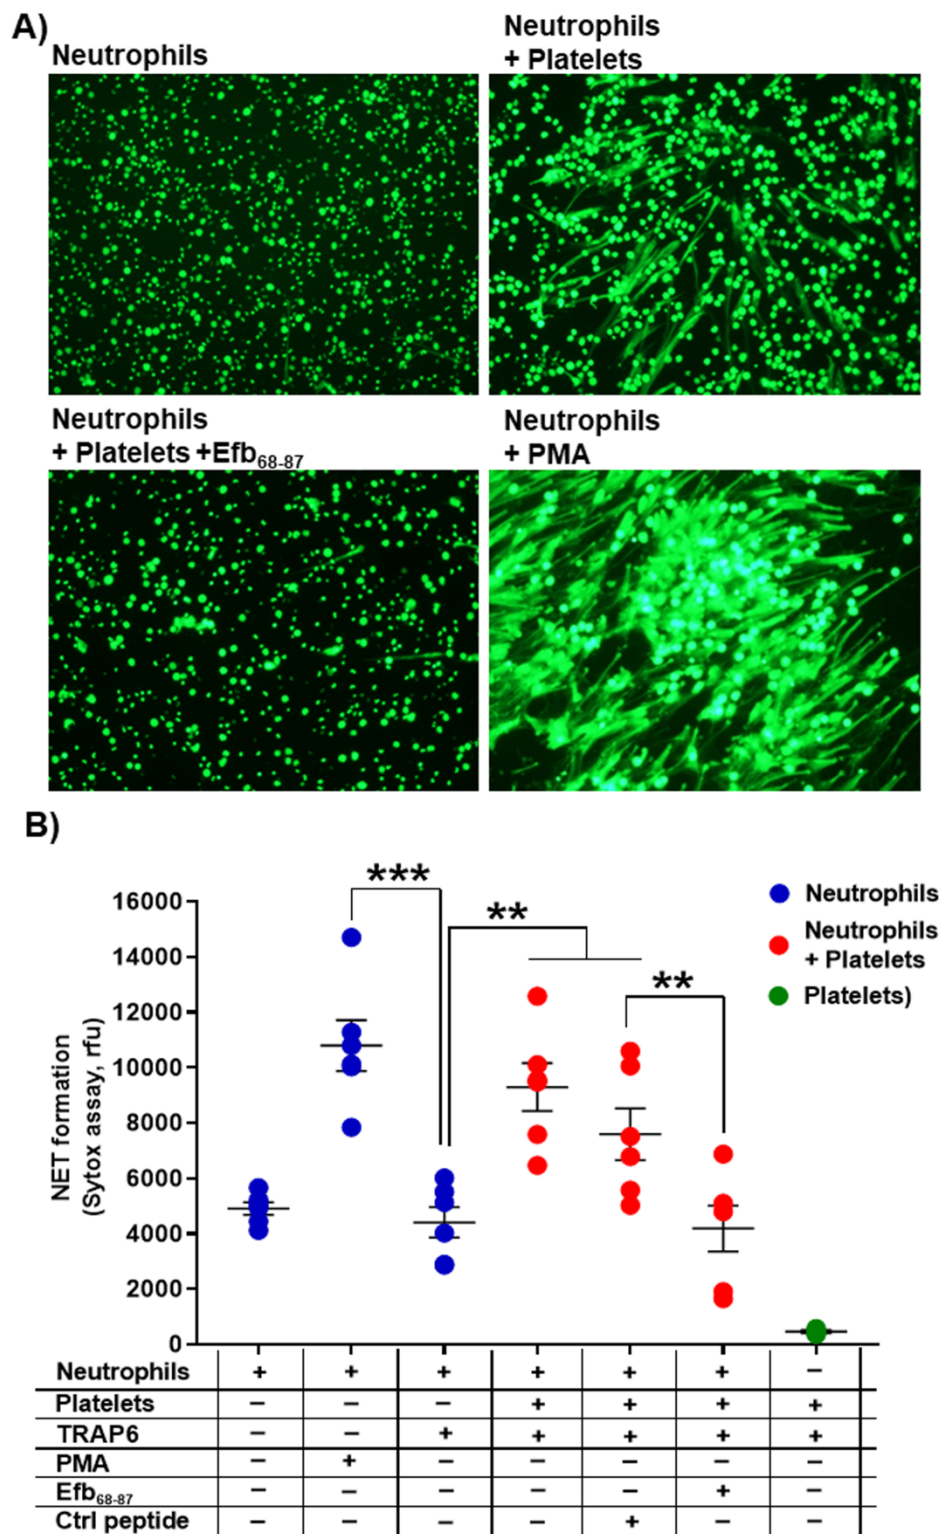 A)
Neutrophils
Neutrophils
+ Platelets
Neutrophils
+ Platelets +Efb68-87
Neutrophils
+ PMA
B)
NET formation
(Sytox assay, rfu)
16000
14000
12000
10000
8000
6000
4000
2000
0
***
**
**
Neutrophils
Neutrophils
+ Platelets
Platelets)
Neutrophils + + + + + + −
Platelets − − − + + + +
TRAP6 − − + + + + +
PMA − + − − − − −
Efb68-87 − − − − − + −
Ctrl peptide − − − − + − −